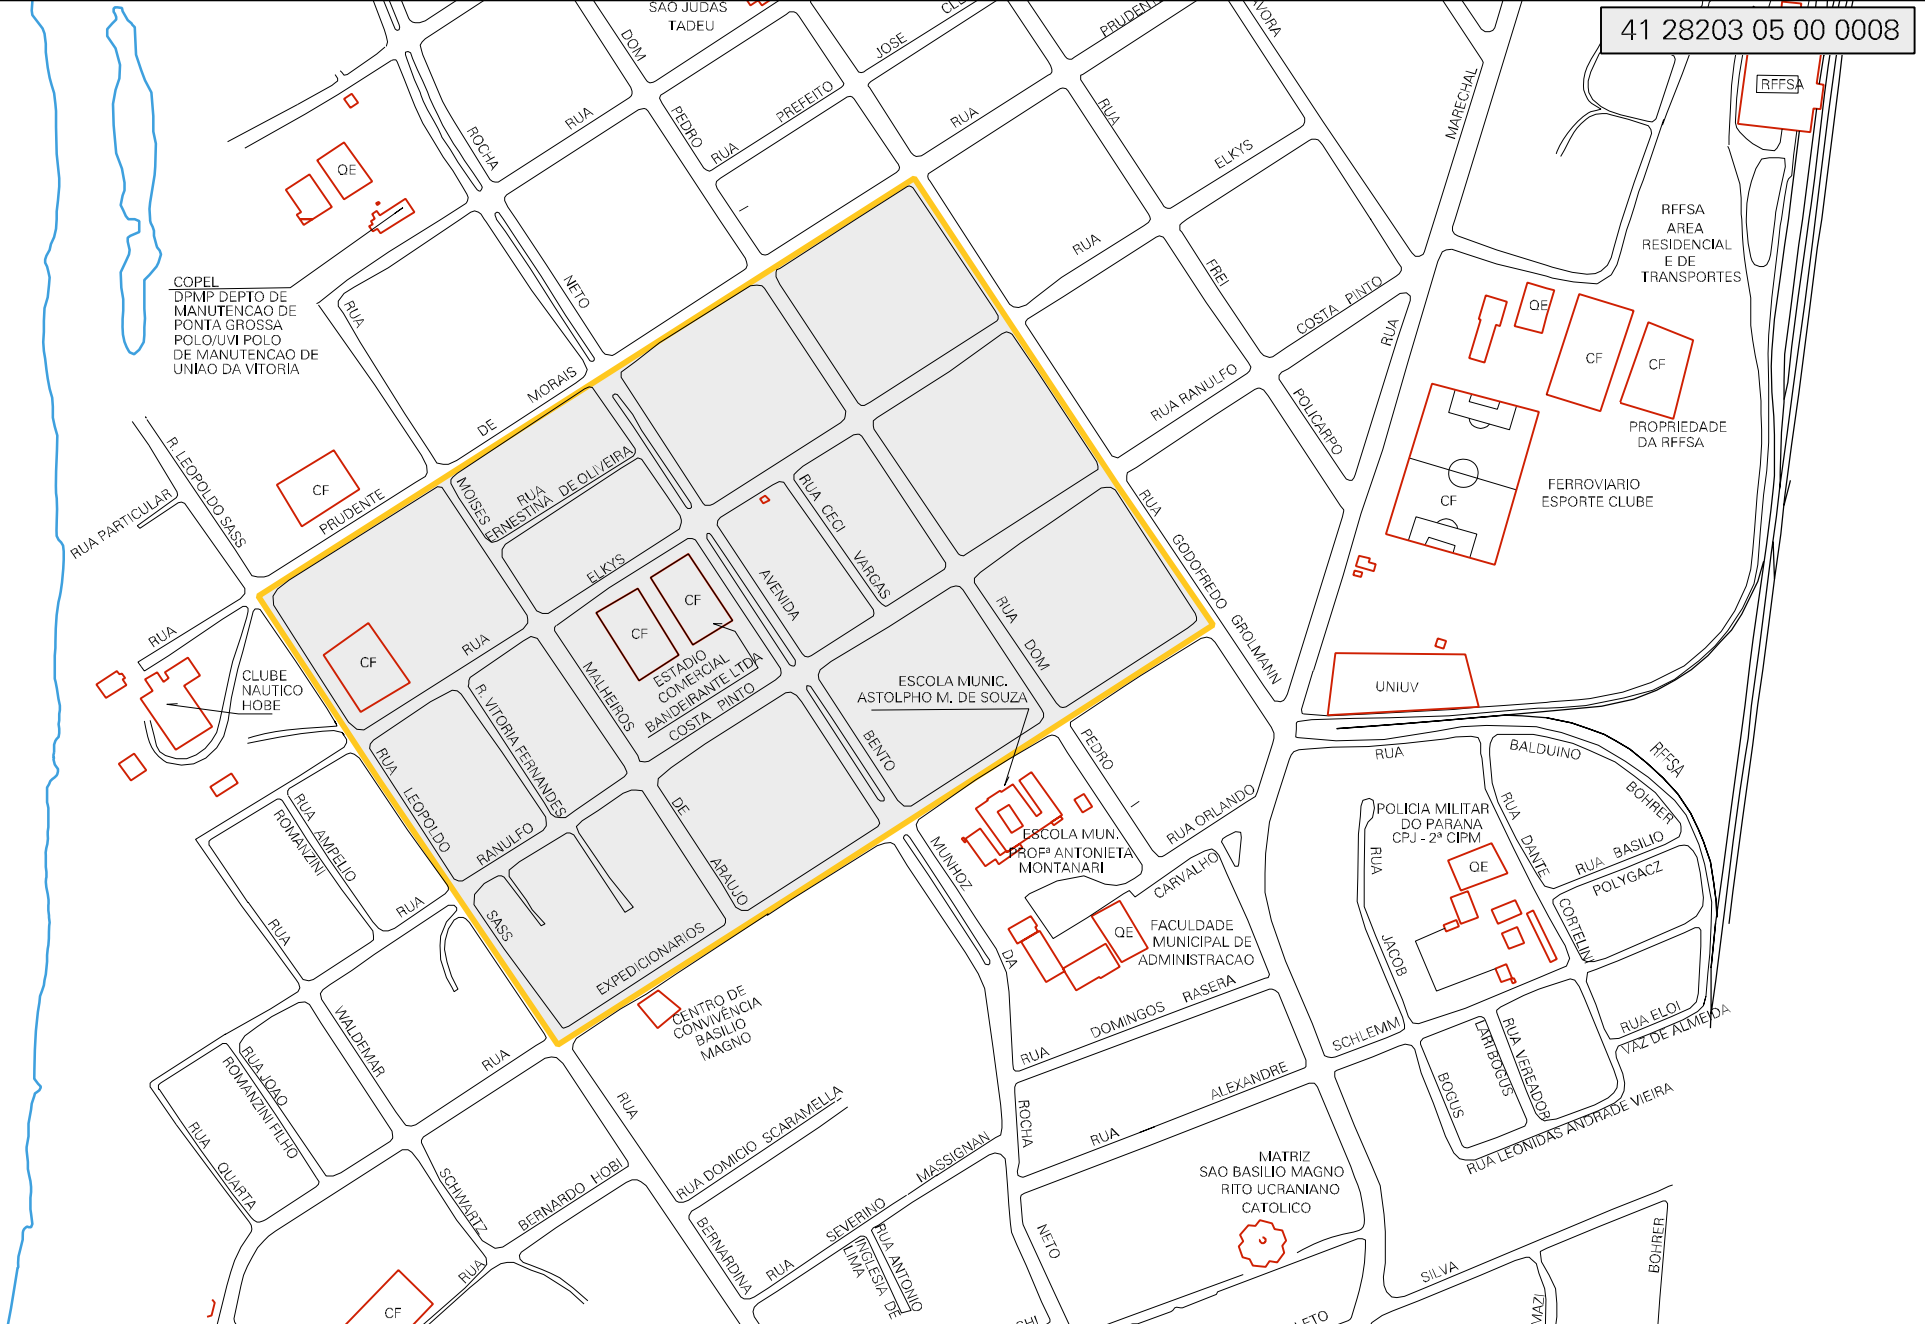 41 28203 05 00 0008
SAO JUDAS
TADEU
DOM
JOSE
MARECHAL
RFFSA
PEDRO
RUA
PREFEITO
RUA
ROCHA
RUA
RUA
RUA
ELKYS
QE
RFFSA
AREA
RESIDENCIAL
E DE
TRANSPORTES
COPEL
DPMP DEPTO DE
MANUTENCAO DE
PONTA GROSSA
POLO/UVI POLO
DE MANUTENCAO DE
UNIAO DA VITORIA
RUA
NETO
RUA
FREI
COSTA PINTO
RUA
QE
CF
CF
PROPRIEDADE
DA RFFSA
DE
MORAIS
RUA RANULFO
POLICARPO
R. LEOPOLDO SASS
RUA PARTICULAR
CF
PRUDENTE
MOISES
RUA
ERNESTINA DE OLIVEIRA
RUA CECI
VARGAS
RUA
GODOFREDO GROLMANN
CF
FERROVIARIO
ESPORTE CLUBE
ELKYS
AVENIDA
CF
CF
ESTADIO
COMERCIAL
BANDEIRANTE LTDA
COSTA PINTO
MALHEIROS
RUA
RUA
CF
RUA
DOM
CLUBE
NAUTICO
HOBE
R. VITORIA FERNANDES
ESCOLA MUNIC.
ASTOLPHO M. DE SOUZA
UNIUV
RUA
LEOPOLDO
RANULFO
BENTO
PEDRO
RUA
BALDUINO
BOHRER
RFFSA
RUA AMPELIO
ROMANZINI
DE
ARAUJO
MUNHOZ
ESCOLA MUN.
PROFª ANTONIETA
MONTANARI
RUA ORLANDO
CARVALHO
POLICIA MILITAR
DO PARANA
CPJ - 2ª CIPM
RUA
DANTE
CORTELINI
RUA BASILIO
POLYGACZ
QE
RUA
JACOB
SCHLEMM
RUA
RUA
SASS
EXPEDICIONARIOS
DA
QE
FACULDADE
MUNICIPAL DE
ADMINISTRACAO
CENTRO DE
CONVIVÊNCIA
BASILIO
MAGNO
RUA
DOMINGOS
RASERA
RUA ELOI
VAZ DE ALMEIDA
WALDEMAR
RUA
RUA JOAO
ROMANZINI FILHO
RUA
QUARTA
RUA
RUA DOMICIO SCARAMELLA
ROCHA
RUA
ALEXANDRE
BOGUS
LARI BOGUS
RUA VEREADOR
RUA LEONIDAS ANDRADE VIEIRA
SCHWARTZ
BERNARDO HOBI
RUA
BERNARDINA
RUA
SEVERINO
MASSIGNAN
RUA ANTONIO
INGLESIA DE
LIMA
NETO
MATRIZ
SAO BASILIO MAGNO
RITO UCRANIANO
CATOLICO
SILVA
BOHRER
CF